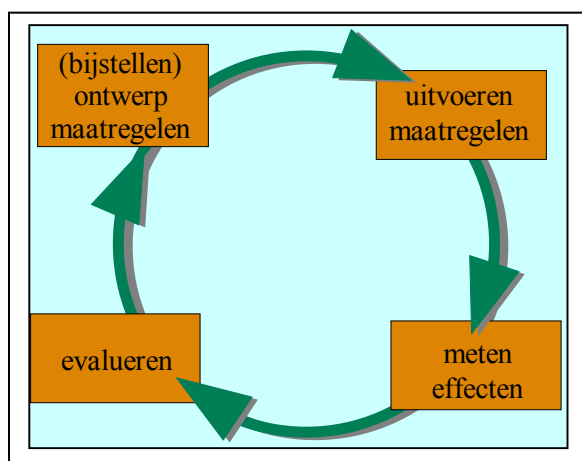 (bijstellen)
ontwerp
maatregelen
uitvoeren
maatregelen
meten
effecten
evalueren